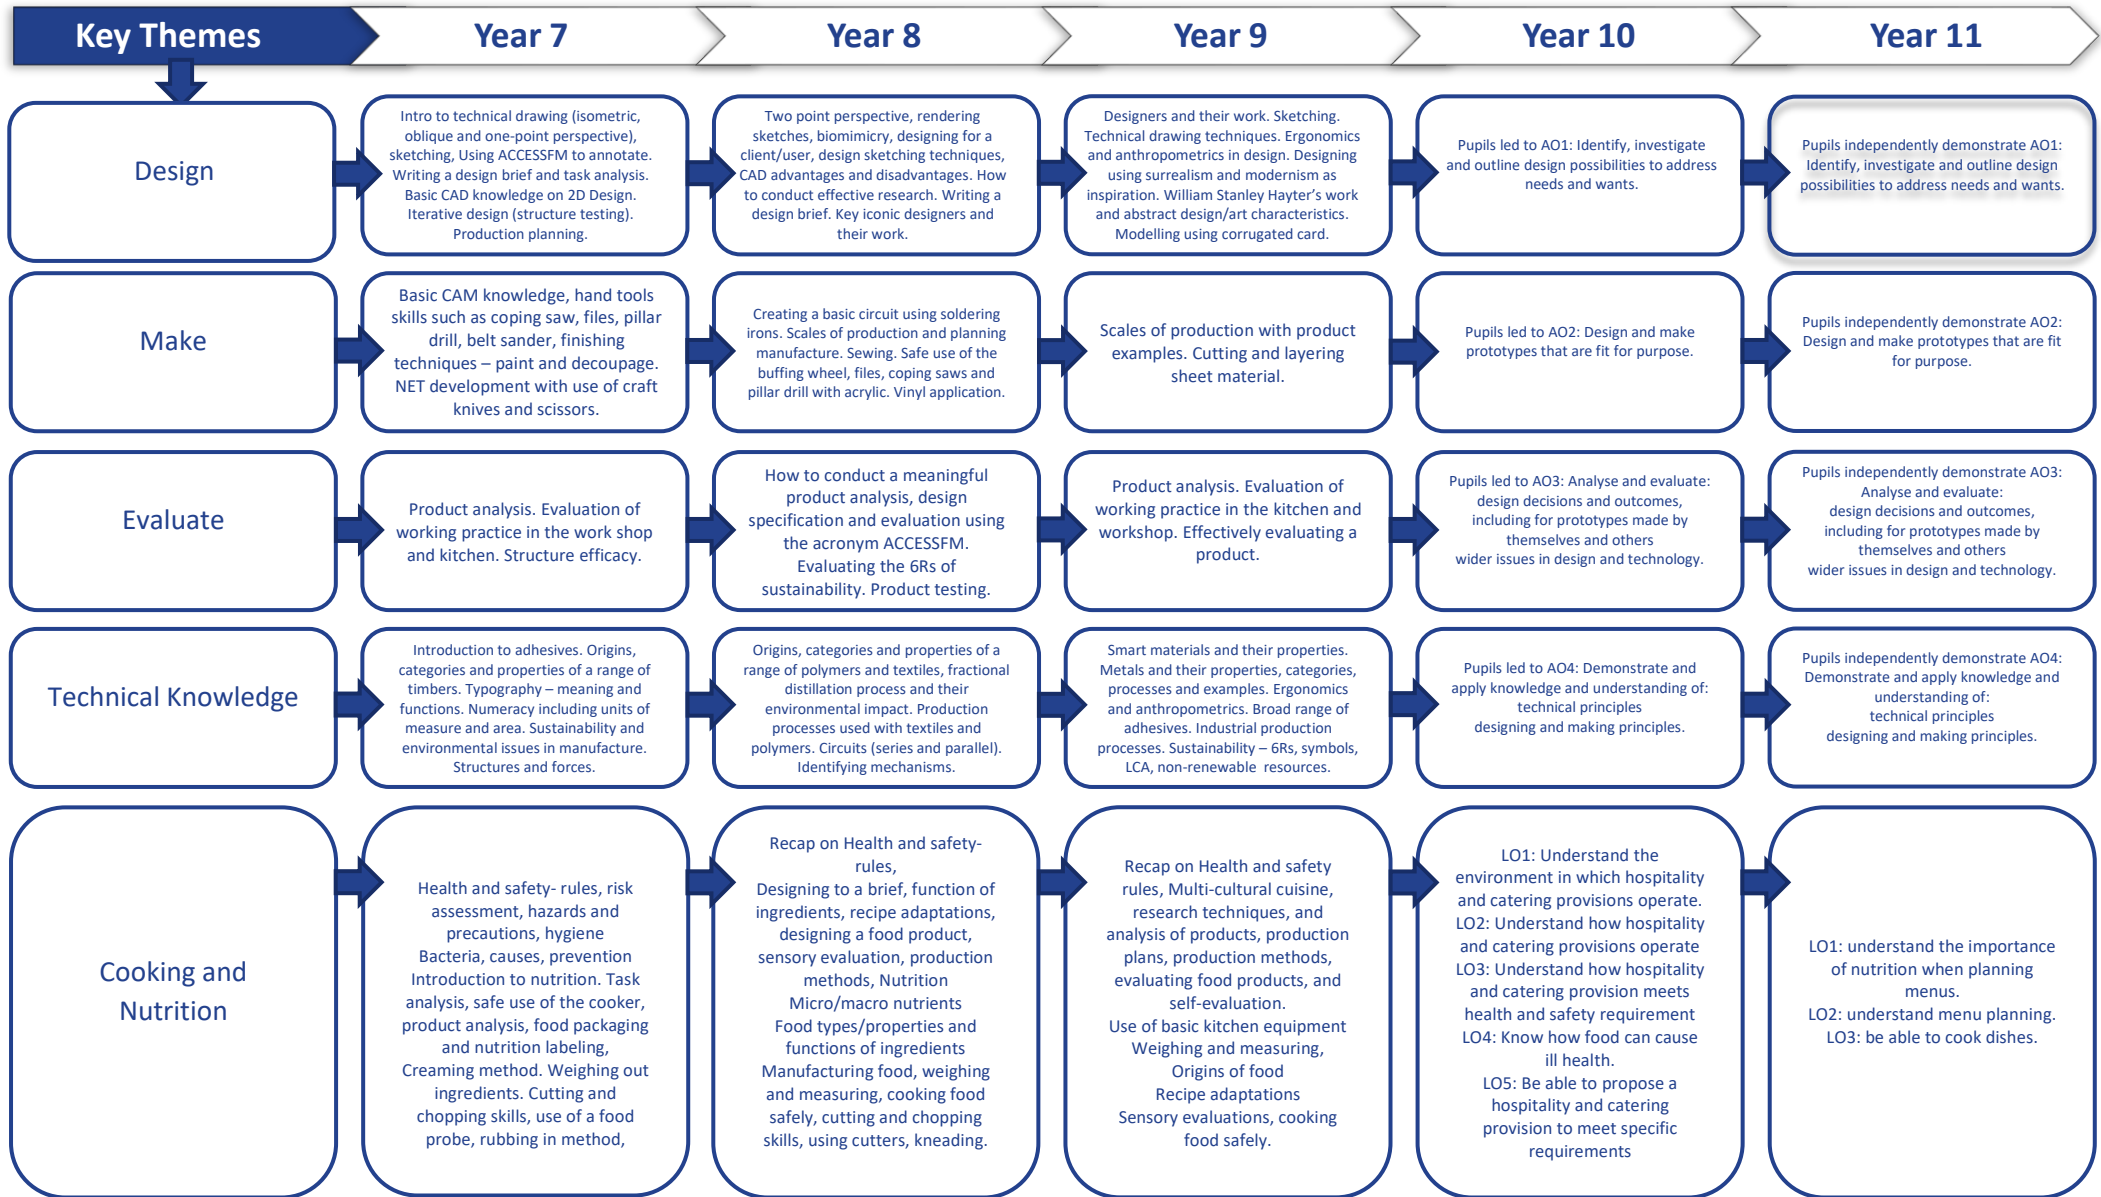 Key Themes
Year 7
Year 8
Year 9
Year 10
Year 11
Design
Intro to technical drawing (isometric,
oblique and one-point perspective),
sketching, Using ACCESSFM to annotate.
Writing a design brief and task analysis.
Basic CAD knowledge on 2D Design.
Iterative design (structure testing).
Production planning.
Two point perspective, rendering
sketches, biomimicry, designing for a
client/user, design sketching techniques,
CAD advantages and disadvantages. How
to conduct effective research. Writing a
design brief. Key iconic designers and
their work.
Designers and their work. Sketching.
Technical drawing techniques. Ergonomics
and anthropometrics in design. Designing
using surrealism and modernism as
inspiration. William Stanley Hayter's work
and abstract design/art characteristics.
Modelling using corrugated card.
Pupils led to AO1: Identify, investigate
and outline design possibilities to address
needs and wants.
Pupils independently demonstrate AO1:
Identify, investigate and outline design
possibilities to address needs and wants.
Make
Basic CAM knowledge, hand tools
skills such as coping saw, files, pillar
drill, belt sander, finishing
techniques – paint and decoupage.
NET development with use of craft
knives and scissors.
Creating a basic circuit using soldering
irons. Scales of production and planning
manufacture. Sewing. Safe use of the
buffing wheel, files, coping saws and
pillar drill with acrylic. Vinyl application.
Scales of production with product
examples. Cutting and layering
sheet material.
Pupils led to AO2: Design and make
prototypes that are fit for purpose.
Pupils independently demonstrate AO2:
Design and make prototypes that are fit
for purpose.
Evaluate
Product analysis. Evaluation of
working practice in the work shop
and kitchen. Structure efficacy.
How to conduct a meaningful
product analysis, design
specification and evaluation using
the acronym ACCESSFM.
Evaluating the 6Rs of
sustainability. Product testing.
Product analysis. Evaluation of
working practice in the kitchen and
workshop. Effectively evaluating a
product.
Pupils led to AO3: Analyse and evaluate:
design decisions and outcomes,
including for prototypes made by
themselves and others
wider issues in design and technology.
Pupils independently demonstrate AO3:
Analyse and evaluate:
design decisions and outcomes,
including for prototypes made by
themselves and others
wider issues in design and technology.
Technical Knowledge
Introduction to adhesives. Origins,
categories and properties of a range of
timbers. Typography – meaning and
functions. Numeracy including units of
measure and area. Sustainability and
environmental issues in manufacture.
Structures and forces.
Origins, categories and properties of a
range of polymers and textiles, fractional
distillation process and their
environmental impact. Production
processes used with textiles and
polymers. Circuits (series and parallel).
Identifying mechanisms.
Smart materials and their properties.
Metals and their properties, categories,
processes and examples. Ergonomics
and anthropometrics. Broad range of
adhesives. Industrial production
processes. Sustainability – 6Rs, symbols,
LCA, non-renewable resources.
Pupils led to AO4: Demonstrate and
apply knowledge and understanding of:
technical principles
designing and making principles.
Pupils independently demonstrate AO4:
Demonstrate and apply knowledge and
understanding of:
technical principles
designing and making principles.
Cooking and
Nutrition
Health and safety- rules, risk
assessment, hazards and
precautions, hygiene
Bacteria, causes, prevention
Introduction to nutrition. Task
analysis, safe use of the cooker,
product analysis, food packaging
and nutrition labeling,
Creaming method. Weighing out
ingredients. Cutting and
chopping skills, use of a food
probe, rubbing in method,
Recap on Health and safety-
rules,
Designing to a brief, function of
ingredients, recipe adaptations,
designing a food product,
sensory evaluation, production
methods, Nutrition
Micro/macro nutrients
Food types/properties and
functions of ingredients
Manufacturing food, weighing
and measuring, cooking food
safely, cutting and chopping
skills, using cutters, kneading.
Recap on Health and safety
rules, Multi-cultural cuisine,
research techniques, and
analysis of products, production
plans, production methods,
evaluating food products, and
self-evaluation.
Use of basic kitchen equipment
Weighing and measuring,
Origins of food
Recipe adaptations
Sensory evaluations, cooking
food safely.
LO1: Understand the
environment in which hospitality
and catering provisions operate.
LO2: Understand how hospitality
and catering provisions operate
LO3: Understand how hospitality
and catering provision meets
health and safety requirement
LO4: Know how food can cause
ill health.
LO5: Be able to propose a
hospitality and catering
provision to meet specific
requirements
LO1: understand the importance
of nutrition when planning
menus.
LO2: understand menu planning.
LO3: be able to cook dishes.